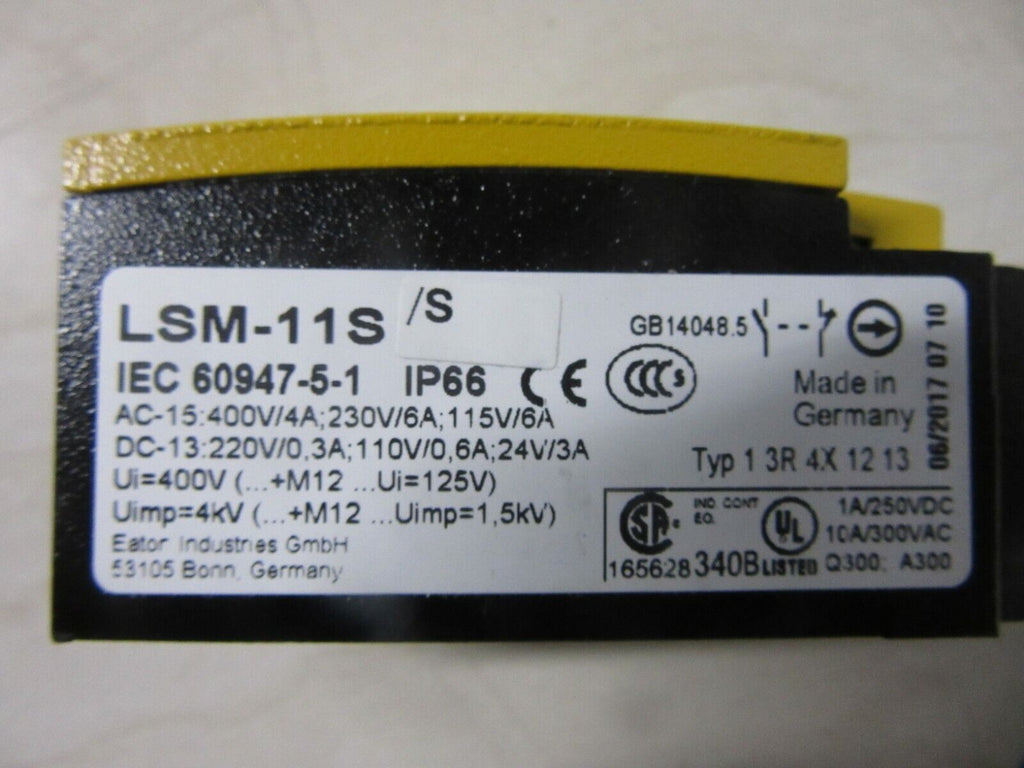 LSM-11S /S
GB14048.5
IEC 60947-5-1 IP66 CE
CCC S
Made in
Germany
AC-15:400V/4A;230V/6A;115V/6A
DC-13:220V/0,3A;110V/0,6A;24V/3A
Typ 1 3R 4X 12 13
06/2017 07 10
Ui=400V (...+M12 ...Ui=125V)
Uimp=4kV (...+M12 ...Uimp=1,5kV)
Eaton Industries GmbH
53105 Bonn, Germany
SA
IND CONT
EQ.
UL
1A/250VDC
10A/300VAC
165628 340B LISTED Q300; A300